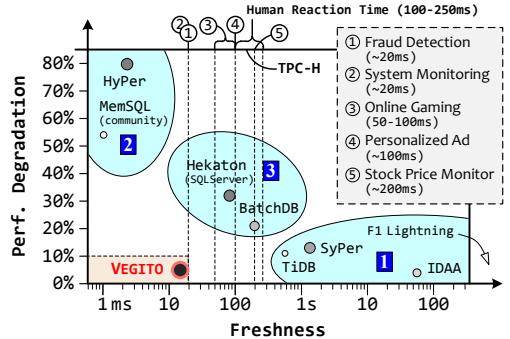 Human Reaction Time (100-250ms)
② ① ③ ④ ⑤
TPC-H
① Fraud Detection
(~20ms)
② System Monitoring
(~20ms)
③ Online Gaming
(50-100ms)
④ Personalized Ad
(~100ms)
⑤ Stock Price Monitor
(~200ms)
Perf. Degradation
80%
70%
60%
50%
40%
30%
20%
10%
0%
HyPer
MemSQL
(community)
2
Hekaton
(SQLServer)
3
BatchDB
F1 Lightning
SyPer
TiDB
1
IDAA
VEGITO
1 ms 10 100 1s 10 100
Freshness